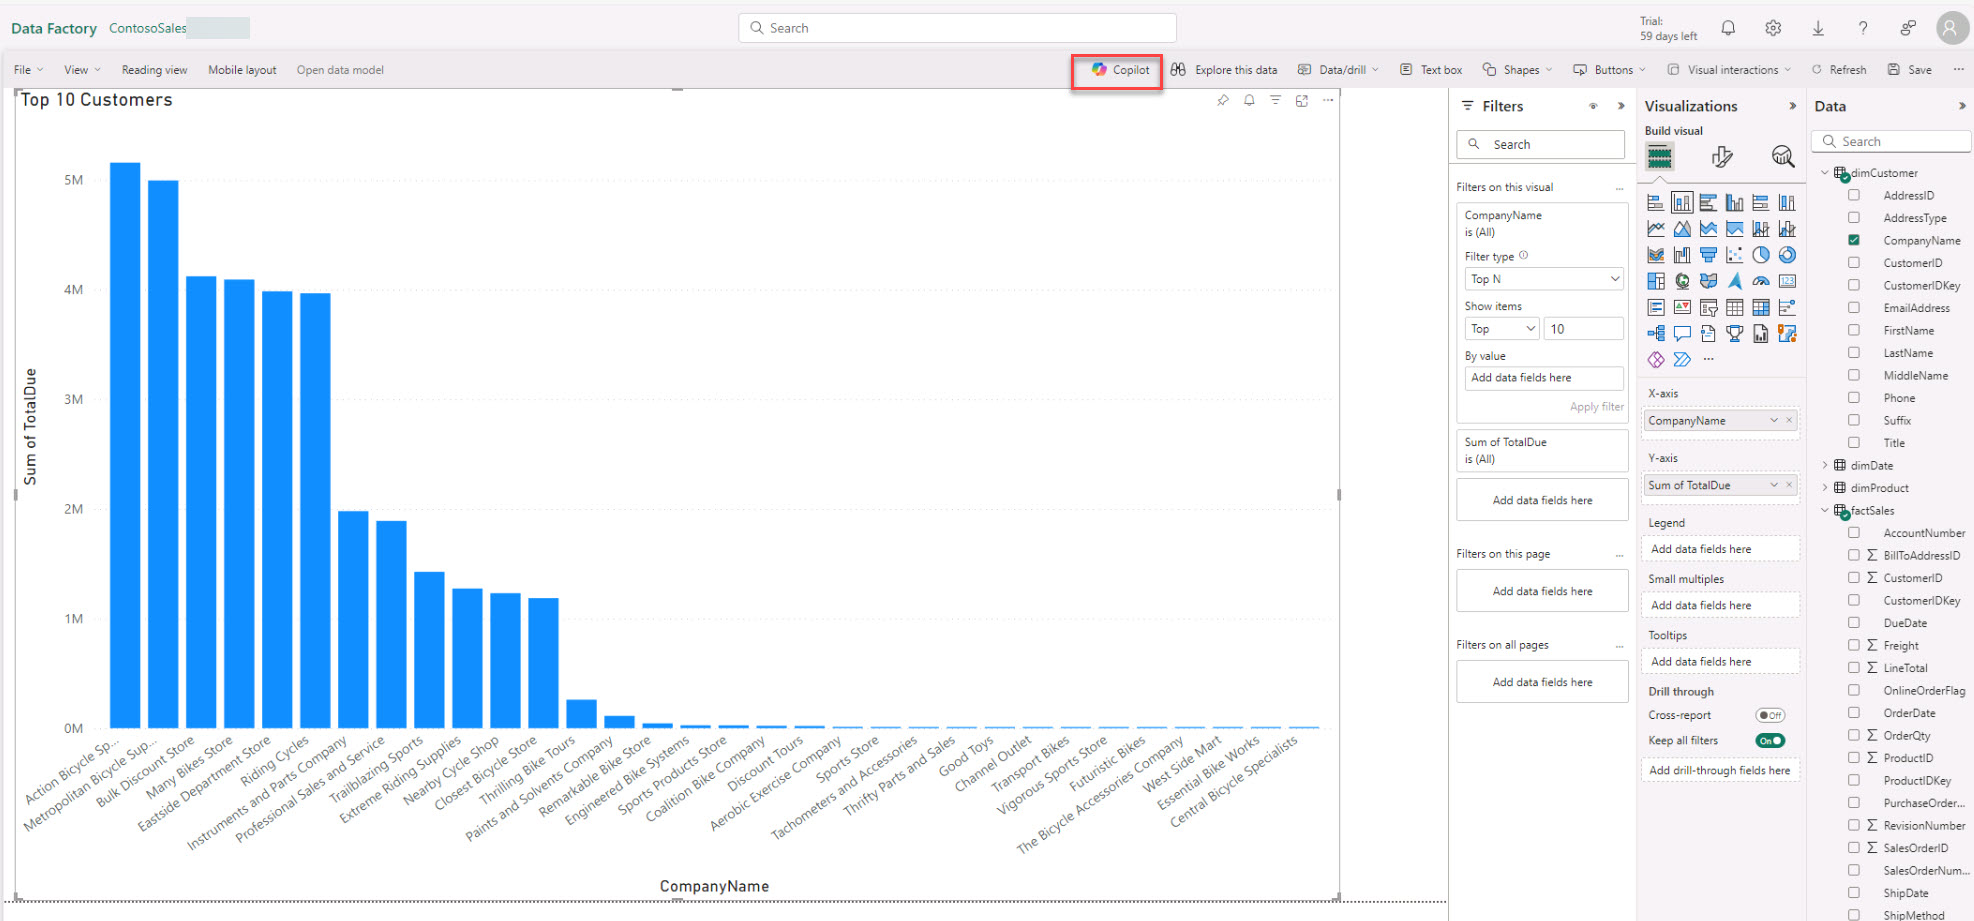 Data Factory ContosoSales
Search
Trial:
59 days left
File View Reading view Mobile layout Open data model
Copilot Explore this data Data/drill Text box Shapes Buttons Visual interactions Refresh Save
Top 10 Customers
5M
4M
3M
2M
1M
0M
Sum of TotalDue
Action Bicycle Sp...
Metropolitan Bicycle Sup...
Bulk Discount Store
Many Bikes Store
Eastside Department Store
Riding Cycles
Instruments and Parts Company
Professional Sales and Service
Trailblazing Sports
Extreme Riding Supplies
Nearby Cycle Shop
Closest Bicycle Store
Thrilling Bike Tours
Paints and Solvents Company
Remarkable Bike Store
Engineered Bike Systems
Sports Products Store
Coalition Bike Company
Discount Tours
Aerobic Exercise Company
Sports Store
Tachometers and Accessories
Thrifty Parts and Sales
Good Toys
Channel Outlet
Transport Bikes
Vigorous Sports Store
Futuristic Bikes
The Bicycle Accessories Company
West Side Mart
Essential Bike Works
Central Bicycle Specialists
CompanyName
Filters
Search
Filters on this visual
CompanyName
is (All)
Filter type
Top N
Show items
Top 10
By value
Add data fields here
Apply filter
Sum of TotalDue
is (All)
Add data fields here
Filters on this page
Add data fields here
Filters on all pages
Add data fields here
Visualizations
Build visual
123
X-axis
CompanyName
Y-axis
Sum of TotalDue
Legend
Add data fields here
Small multiples
Add data fields here
Tooltips
Add data fields here
Drill through
Cross-report Off
Keep all filters On
Add drill-through fields here
Data
Search
dimCustomer
AddressID
AddressType
CompanyName
CustomerID
CustomerIDKey
EmailAddress
FirstName
LastName
MiddleName
Phone
Suffix
Title
dimDate
dimProduct
factSales
AccountNumber
BillToAddressID
CustomerID
CustomerIDKey
DueDate
Freight
LineTotal
OnlineOrderFlag
OrderDate
OrderQty
ProductID
ProductIDKey
PurchaseOrder...
RevisionNumber
SalesOrderID
SalesOrderNum...
ShipDate
ShipMethod